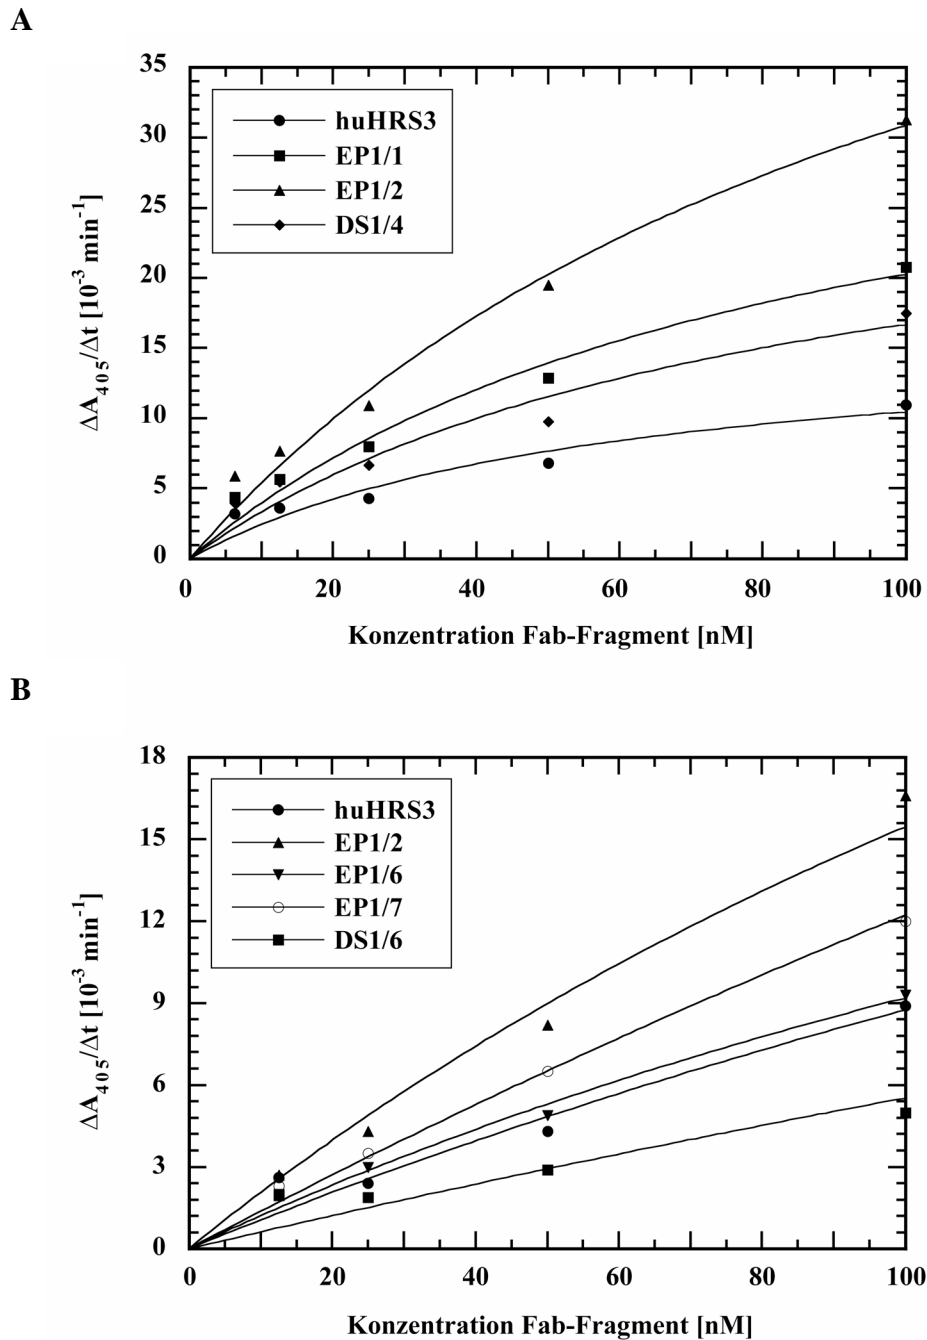 A
35
30
25
20
15
10
5
0
huHRS3
EP1/1
EP1/2
DS1/4
ΔA405/Δt [10⁻³ min⁻¹]
0 20 40 60 80 100
Konzentration Fab-Fragment [nM]
B
18
15
12
9
6
3
0
huHRS3
EP1/2
EP1/6
EP1/7
DS1/6
ΔA405/Δt [10⁻³ min⁻¹]
0 20 40 60 80 100
Konzentration Fab-Fragment [nM]